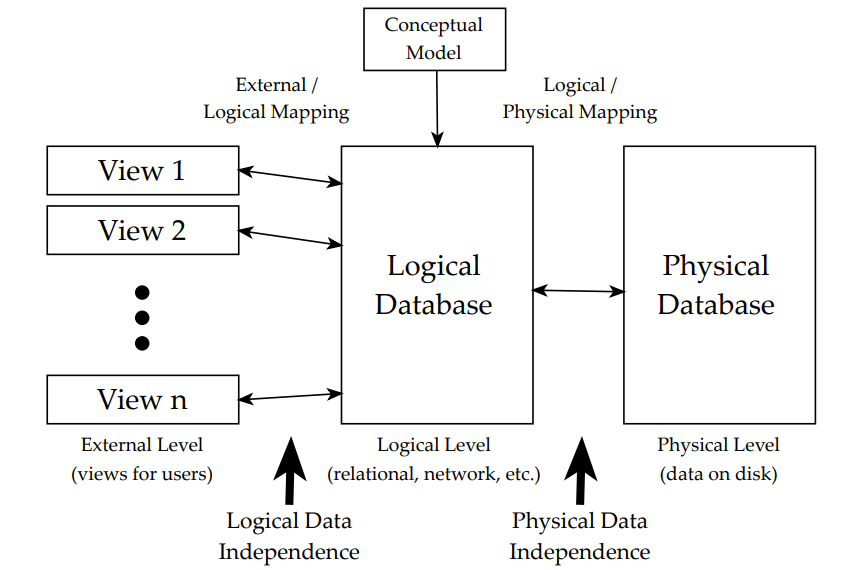 Conceptual
Model
External /
Logical Mapping
Logical /
Physical Mapping
View 1
View 2
View n
Logical
Database
Physical
Database
External Level
(views for users)
Logical Level
(relational, network, etc.)
Physical Level
(data on disk)
Logical Data
Independence
Physical Data
Independence